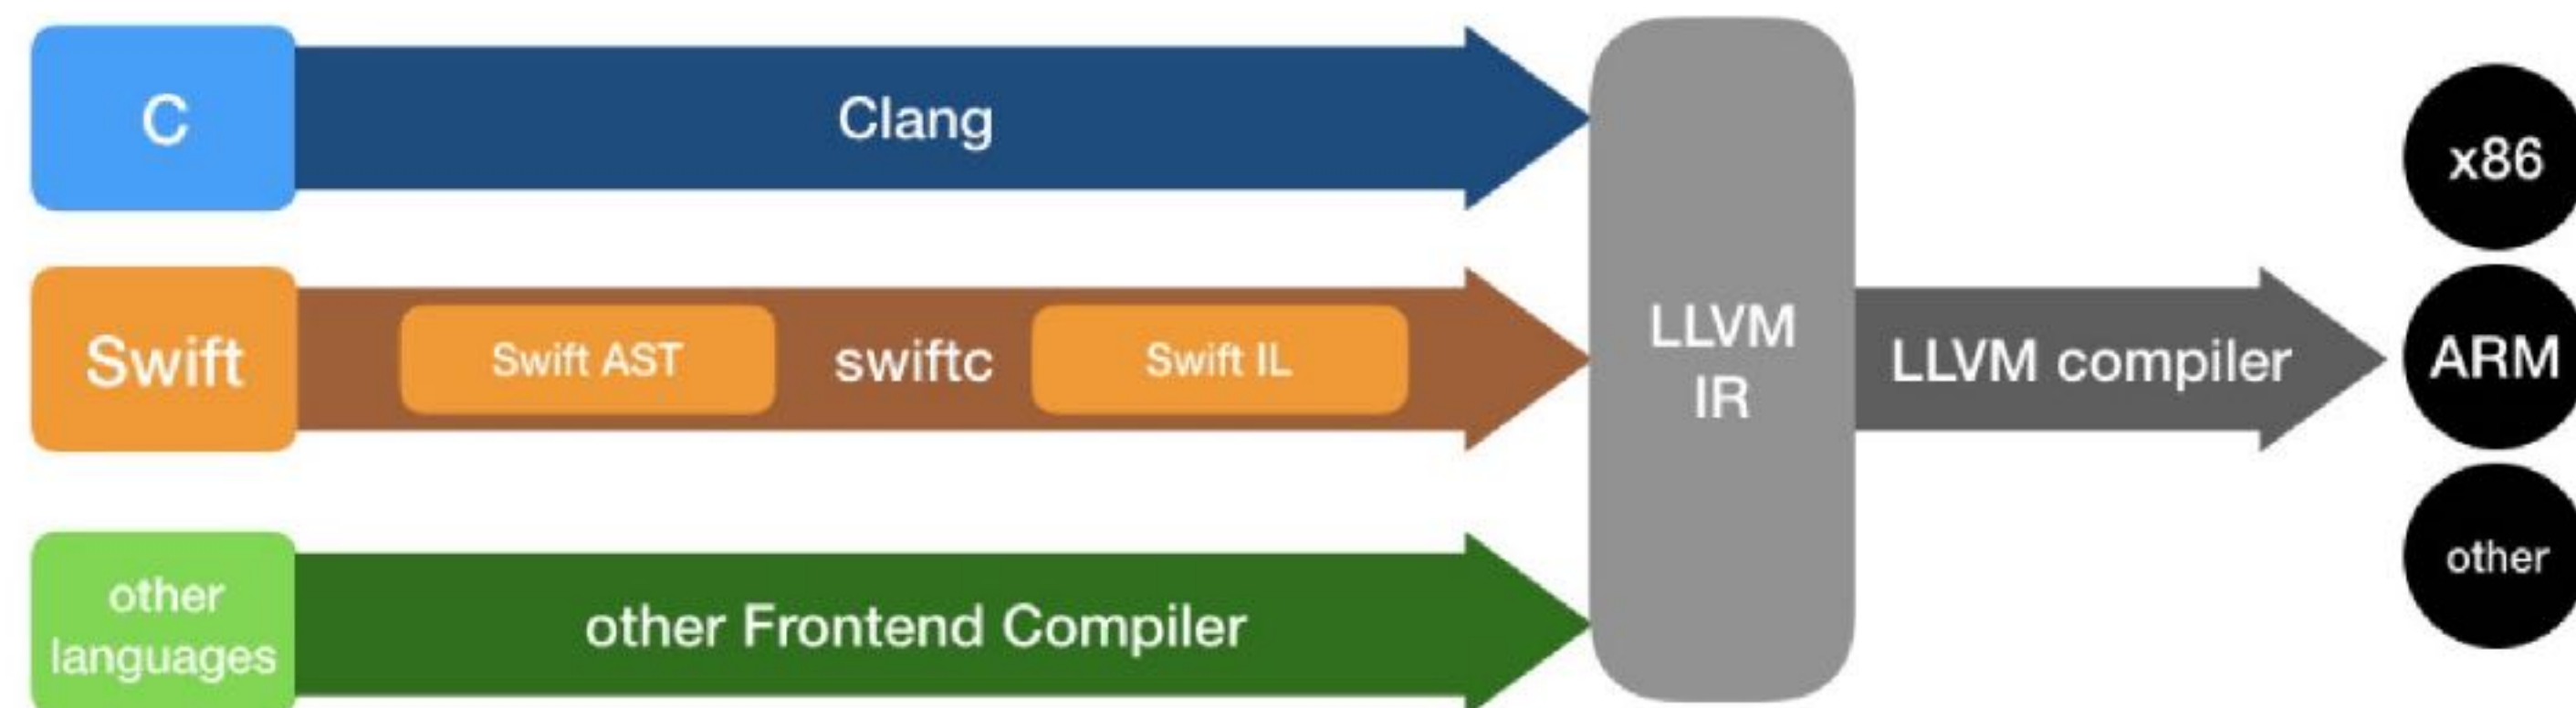 C
Clang
Swift
Swift AST
swiftc
Swift IL
other
languages
other Frontend Compiler
LLVM
IR
LLVM compiler
x86
ARM
other